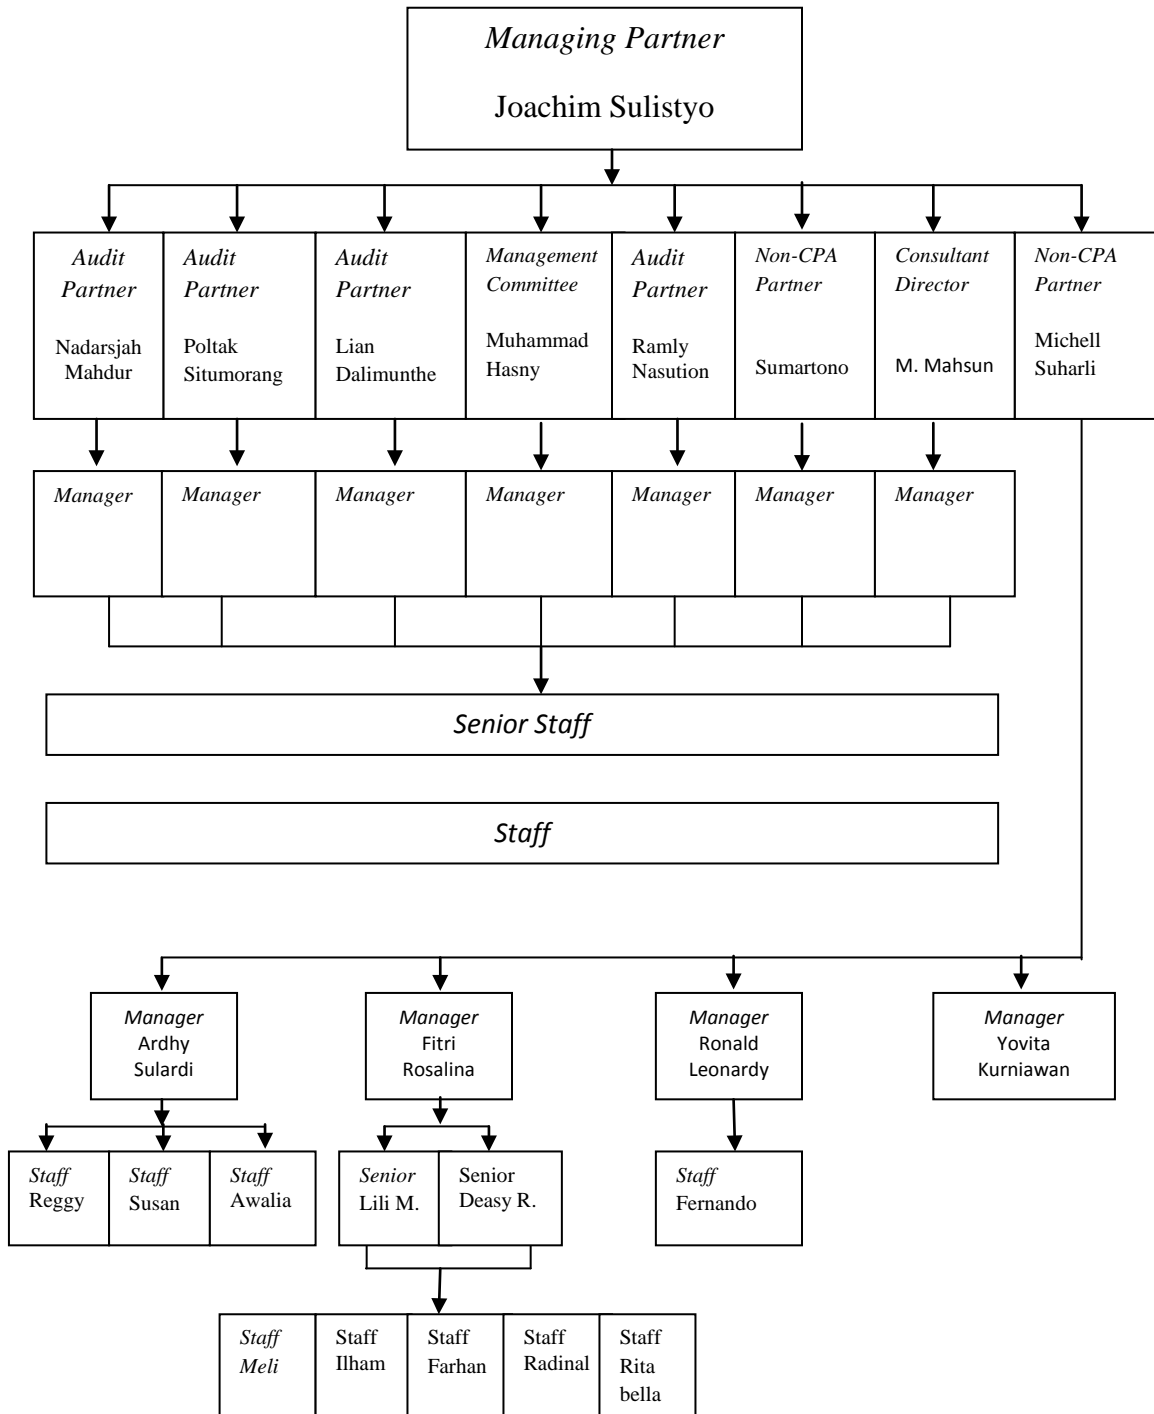 Managing Partner
Joachim Sulistyo
Audit
Partner
Nadarsjah
Mahdur
Audit
Partner
Poltak
Situmorang
Audit
Partner
Lian
Dalimunthe
Management
Committee
Muhammad
Hasny
Audit
Partner
Ramly
Nasution
Non-CPA
Partner
Sumartono
Consultant
Director
M. Mahsun
Non-CPA
Partner
Michell
Suharli
Manager
Manager
Manager
Manager
Manager
Manager
Manager
Senior Staff
Staff
Manager
Ardhy
Sulardi
Manager
Fitri
Rosalina
Manager
Ronald
Leonardy
Manager
Yovita
Kurniawan
Staff
Reggy
Staff
Susan
Staff
Awalia
Senior
Lili M.
Senior
Deasy R.
Staff
Fernando
Staff
Meli
Staff
Ilham
Staff
Farhan
Staff
Radinal
Staff
Rita
bella